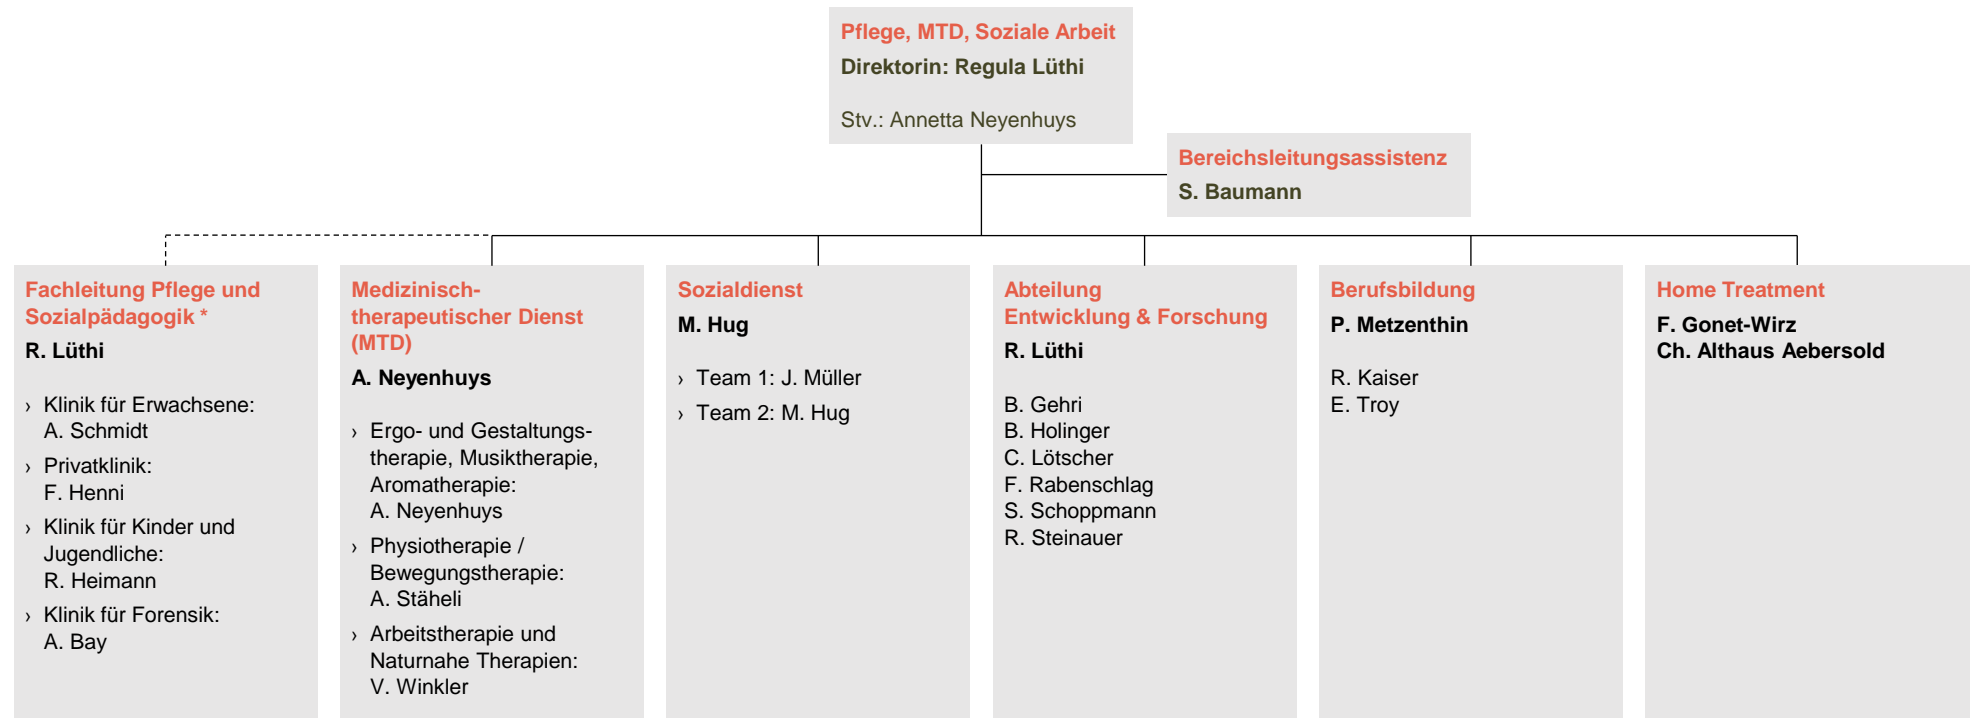 Pflege, MTD, Soziale Arbeit
Direktorin: Regula Lüthi
Stv.: Annetta Neyenhuys
Bereichsleitungsassistenz
S. Baumann
Fachleitung Pflege und
Sozialpädagogik *
R. Lüthi
› Klinik für Erwachsene:
A. Schmidt
› Privatklinik:
F. Henni
› Klinik für Kinder und
Jugendliche:
R. Heimann
› Klinik für Forensik:
A. Bay
Medizinisch-
therapeutischer Dienst
(MTD)
A. Neyenhuys
› Ergo- und Gestaltungs-
therapie, Musiktherapie,
Aromatherapie:
A. Neyenhuys
› Physiotherapie /
Bewegungstherapie:
A. Stäheli
› Arbeitstherapie und
Naturnahe Therapien:
V. Winkler
Sozialdienst
M. Hug
› Team 1: J. Müller
› Team 2: M. Hug
Abteilung
Entwicklung & Forschung
R. Lüthi
B. Gehri
B. Holinger
C. Lötscher
F. Rabenschlag
S. Schoppmann
R. Steinauer
Berufsbildung
P. Metzenthin
R. Kaiser
E. Troy
Home Treatment
F. Gonet-Wirz
Ch. Althaus Aebersold